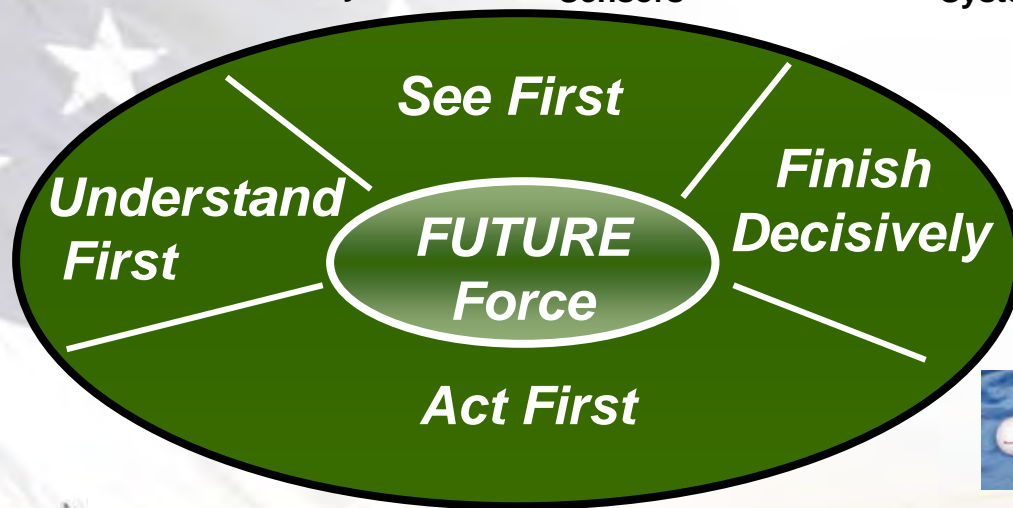 See First
Understand
First
FUTURE
Force
Finish
Decisively
Act First